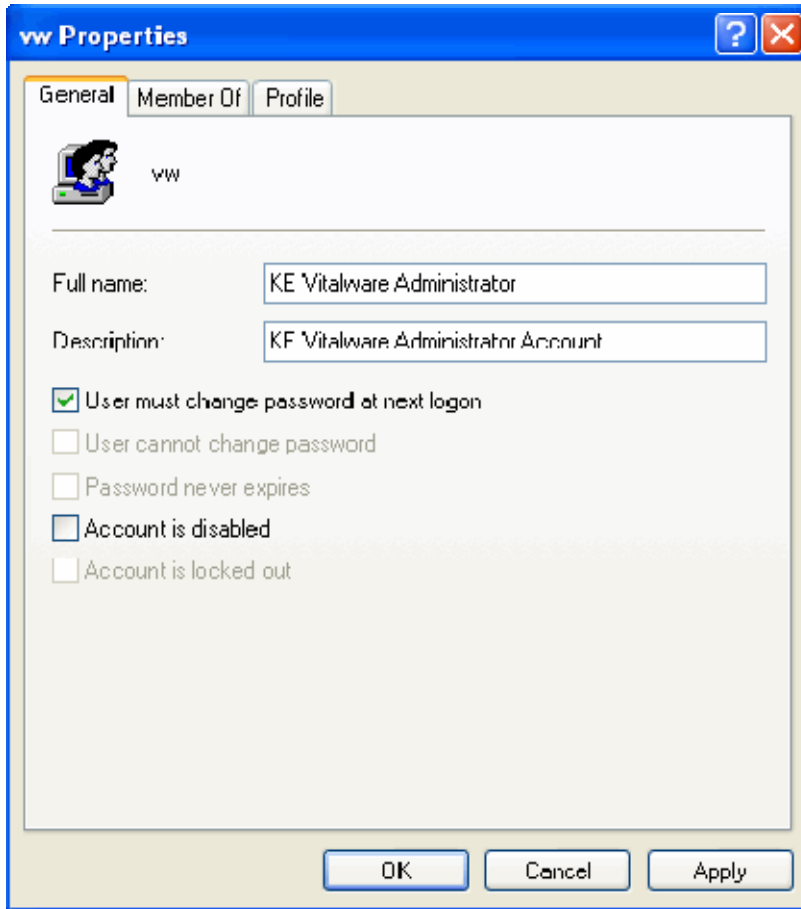 vw Properties
General Member Of Profile
vw
Full name: KE Vitalware Administrator
Description: KE Vitalware Administrator Account
User must change password at next logon
User cannot change password
Password never expires
Account is disabled
Account is locked out
OK Cancel Apply